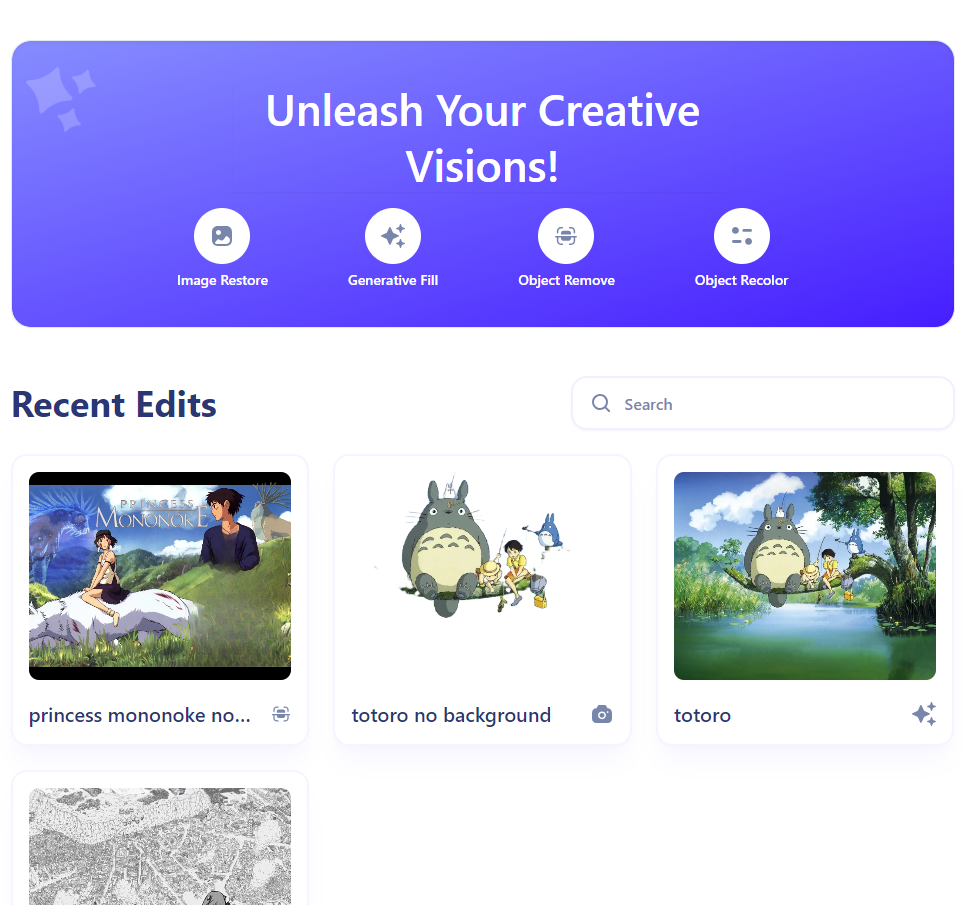 Unleash Your Creative
Visions!
Image Restore
Generative Fill
Object Remove
Object Recolor
Recent Edits
Search
PRINCESS
MONONOKE
princess mononoke no...
totoro no background
totoro